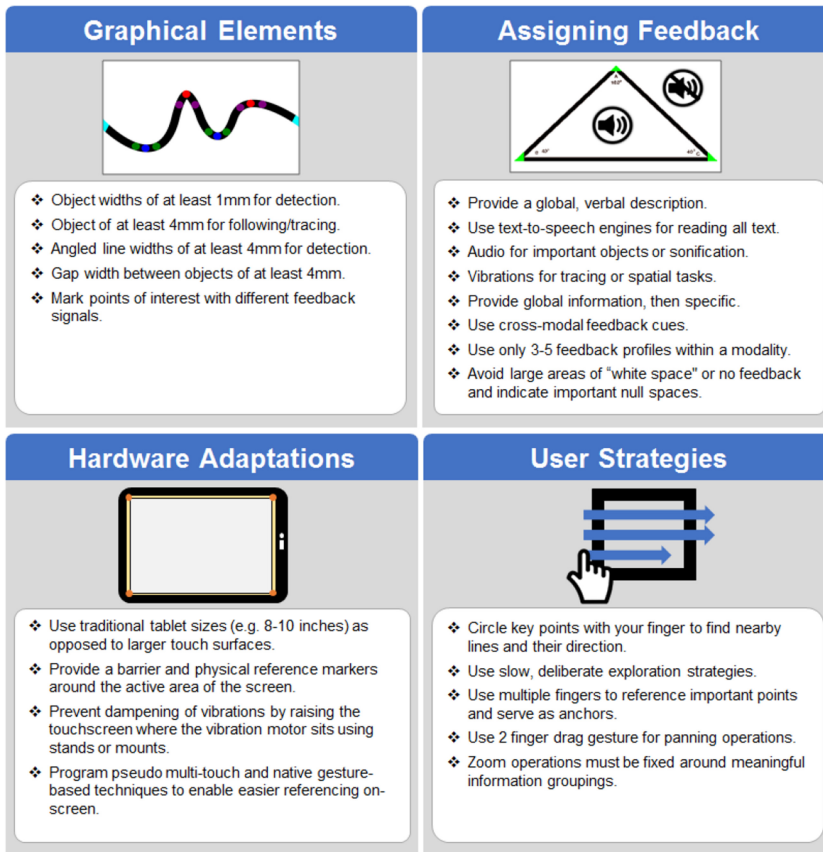 Graphical Elements
❖ Object widths of at least 1mm for detection.
❖ Object of at least 4mm for following/tracing.
❖ Angled line widths of at least 4mm for detection.
❖ Gap width between objects of at least 4mm.
❖ Mark points of interest with different feedback
signals.
Assigning Feedback
❖ Provide a global, verbal description.
❖ Use text-to-speech engines for reading all text.
❖ Audio for important objects or sonification.
❖ Vibrations for tracing or spatial tasks.
❖ Provide global information, then specific.
❖ Use cross-modal feedback cues.
❖ Use only 3-5 feedback profiles within a modality.
❖ Avoid large areas of “white space" or no feedback
and indicate important null spaces.
Hardware Adaptations
❖ Use traditional tablet sizes (e.g. 8-10 inches) as
opposed to larger touch surfaces.
❖ Provide a barrier and physical reference markers
around the active area of the screen.
❖ Prevent dampening of vibrations by raising the
touchscreen where the vibration motor sits using
stands or mounts.
❖ Program pseudo multi-touch and native gesture-
based techniques to enable easier referencing on-
screen.
User Strategies
❖ Circle key points with your finger to find nearby
lines and their direction.
❖ Use slow, deliberate exploration strategies.
❖ Use multiple fingers to reference important points
and serve as anchors.
❖ Use 2 finger drag gesture for panning operations.
❖ Zoom operations must be fixed around meaningful
information groupings.